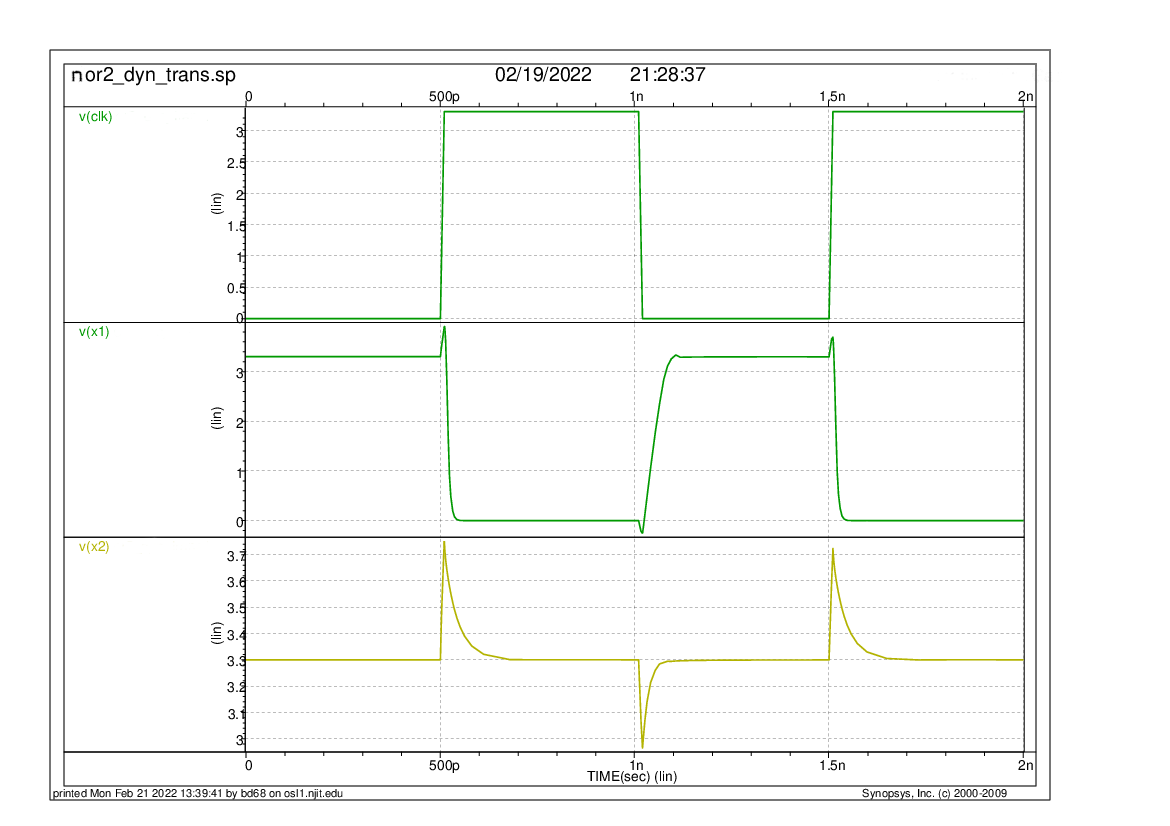 nor2_dyn_trans.sp 02/19/2022 21:28:37
0 500p 1n 1.5n 2n
v(clk)
3
2.5
2
(lin)
1.5
1
0.5
0
v(x1)
3
(lin)
2
1
0
v(x2)
3.7
3.6
3.5
(lin)
3.4
3.3
3.2
3.1
3
0 500p 1n 1.5n 2n
TIME(sec) (lin)
printed Mon Feb 21 2022 13:39:41 by bd68 on osl1.njit.edu Synopsys, Inc. (c) 2000-2009